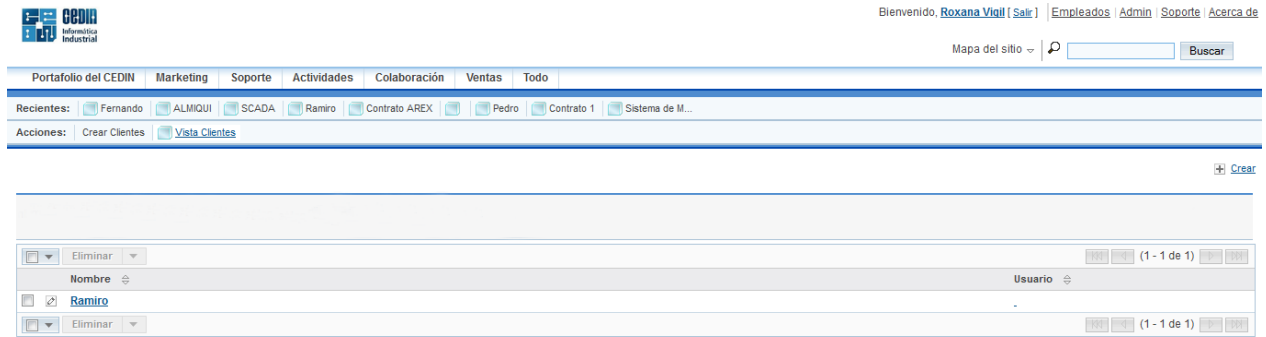 CEDIN
Informática
Industrial
Bienvenido, Roxana Vigil [ Salir ] Empleados | Admin | Soporte | Acerca de
Mapa del sitio Buscar
Portafolio del CEDIN Marketing Soporte Actividades Colaboración Ventas Todo
Recientes: Fernando ALMIQUI SCADA Ramiro Contrato AREX Pedro Contrato 1 Sistema de M...
Acciones: Crear Clientes Vista Clientes
Crear
Eliminar (1 - 1 de 1)
Nombre Usuario
Ramiro -
Eliminar (1 - 1 de 1)